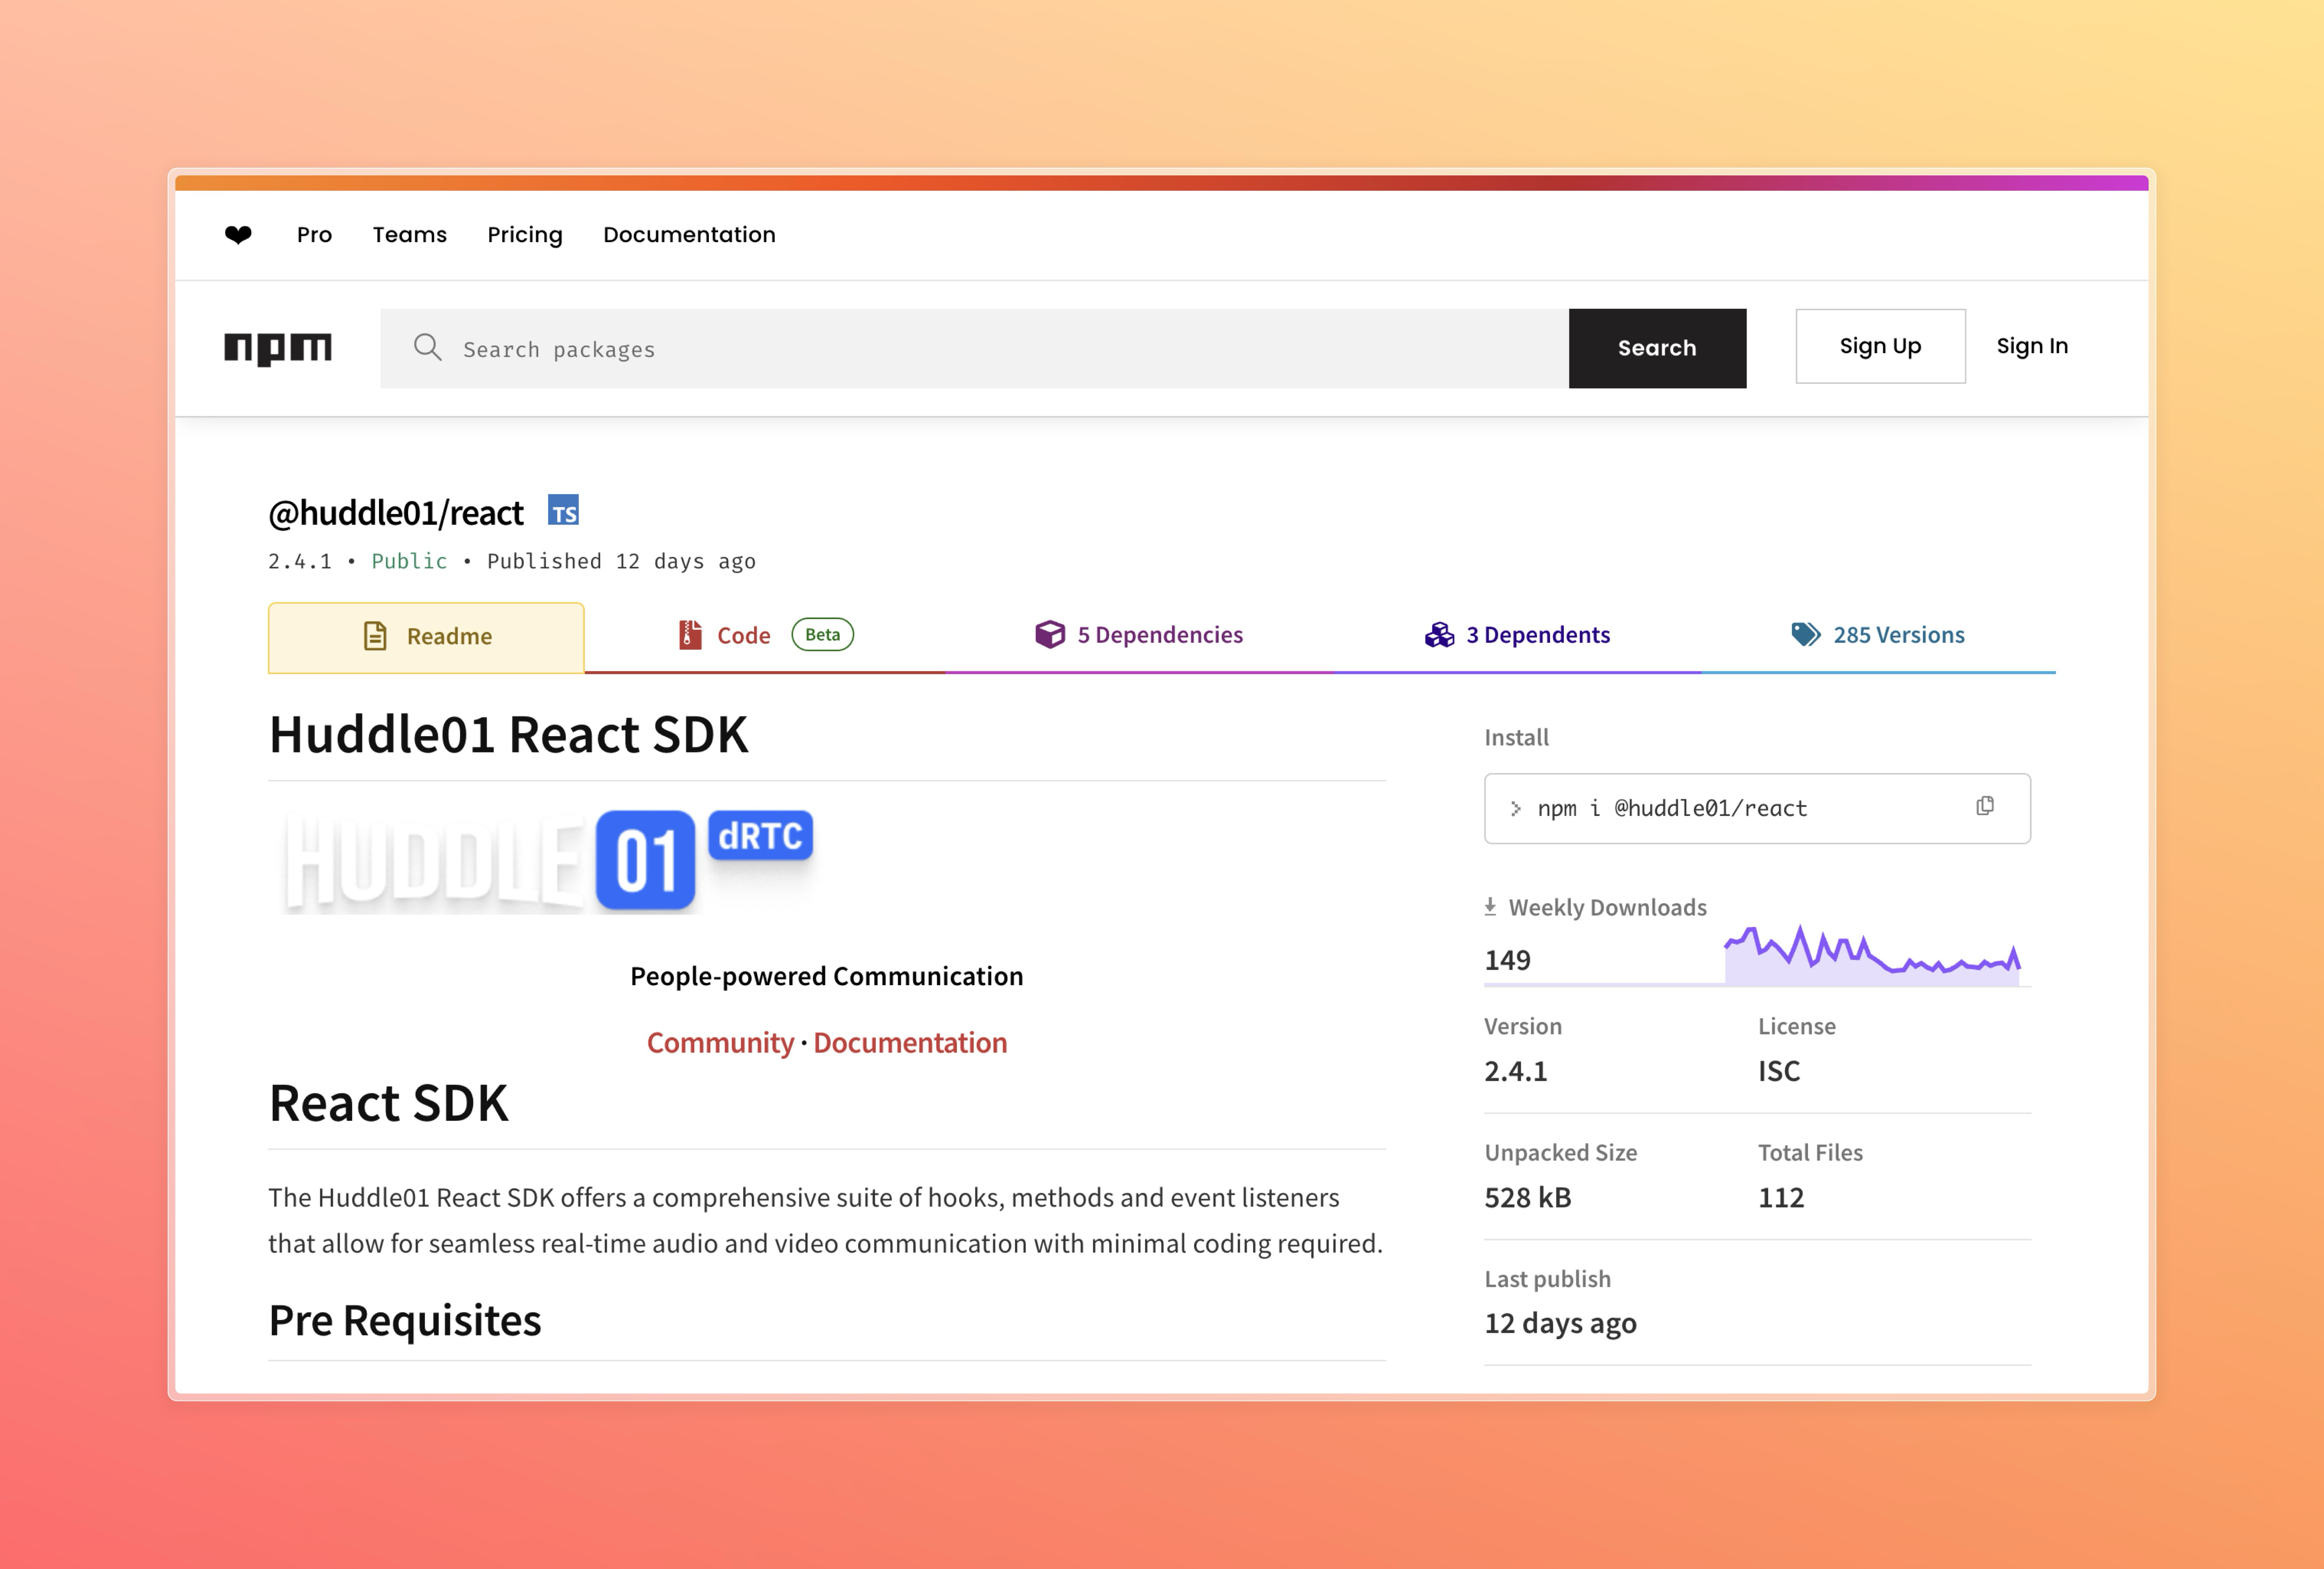 ❤ Pro Teams Pricing Documentation
npm Search packages Search Sign Up Sign In
@huddle01/react TS
2.4.1 • Public • Published 12 days ago
Readme Code Beta 5 Dependencies 3 Dependents 285 Versions
Huddle01 React SDK
HUDDLE 01 dRTC
People-powered Communication
Community · Documentation
React SDK
The Huddle01 React SDK offers a comprehensive suite of hooks, methods and event listeners
that allow for seamless real-time audio and video communication with minimal coding required.
Pre Requisites
Install
npm i @huddle01/react
Weekly Downloads
149
Version License
2.4.1 ISC
Unpacked Size Total Files
528 kB 112
Last publish
12 days ago